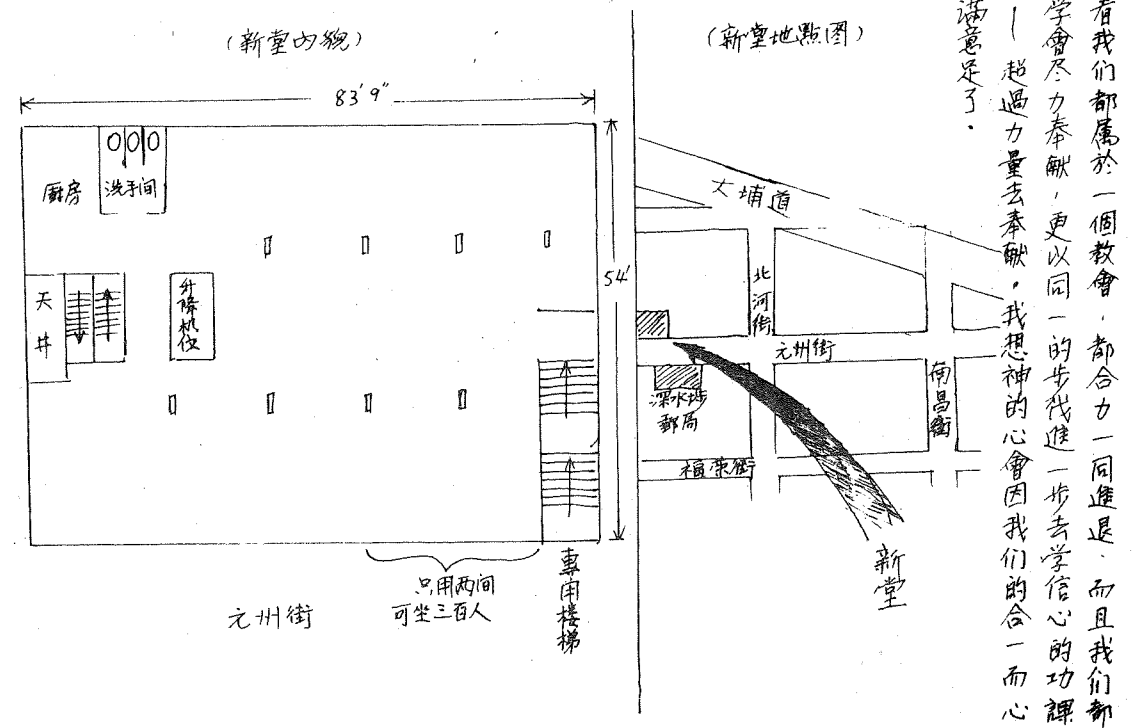 看我们都属於一個教會，都合力一同進退，而且我们都
学會尽力奉献，更以同一的步伐進一步去学信心的功課
——超過力量去奉献。我想神的心會因我们的合一而心
滿意足了．
（新堂地點图）
大埔道
北河街
元州街
南昌街
深水埗
郵局
福荣街
新堂
（新堂内貌）
83'9"
54'
厨房
洗手间
天井
升降机位
只用两间
可坐三百人
專用楼梯
元州街